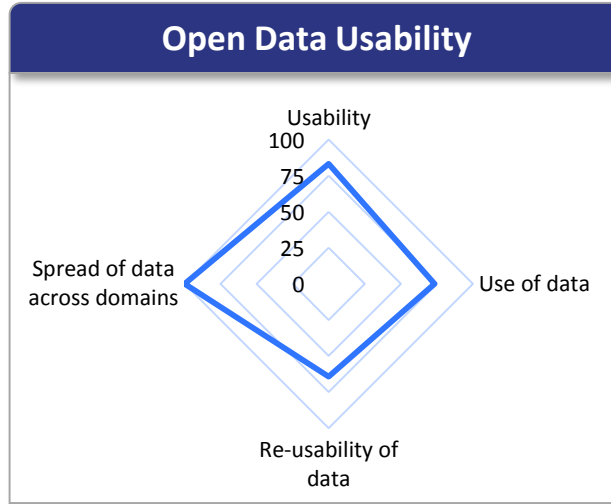 Open Data Usability
Usability
100
75
50
25
0
Spread of data
across domains
Use of data
Re-usability of
data